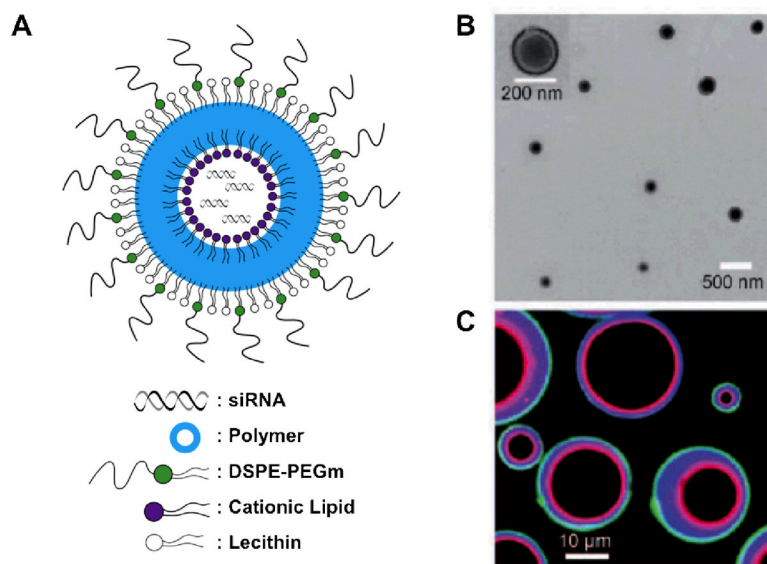 A
: siRNA
: Polymer
: DSPE-PEGm
: Cationic Lipid
: Lecithin
B
200 nm
500 nm
C
10 µm